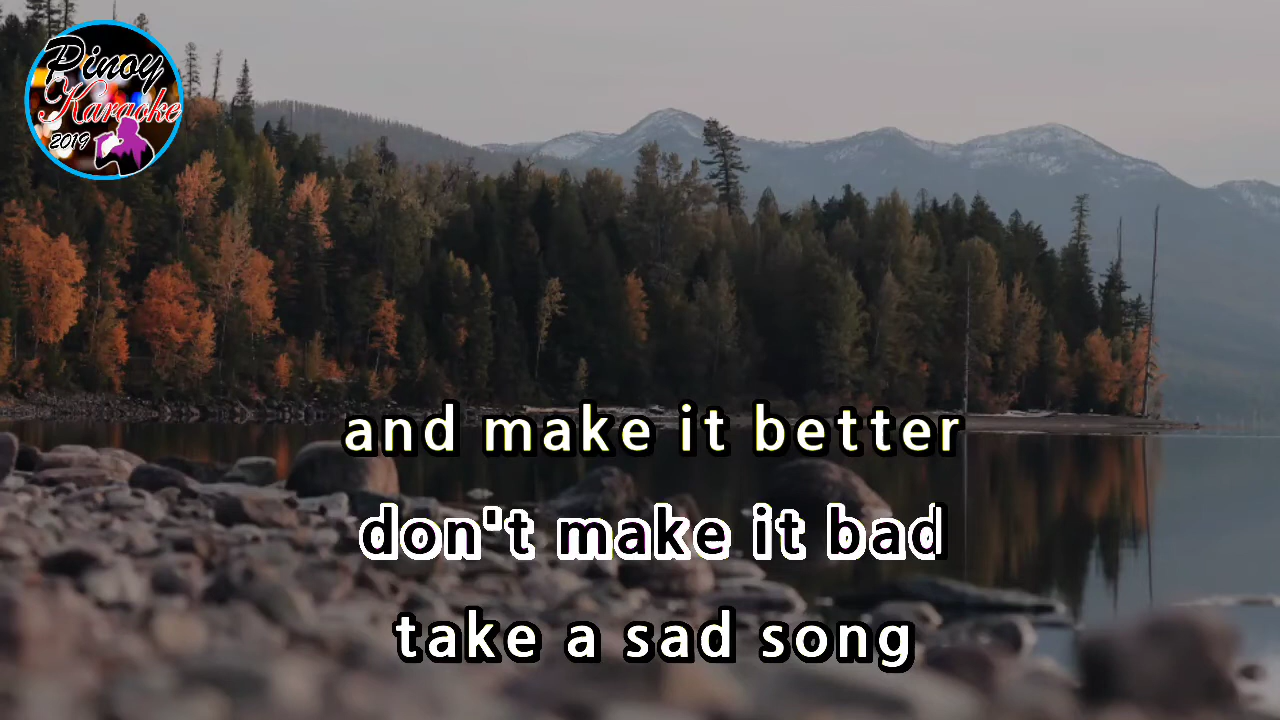 Pinoy
Karaoke
2019
and make it better
don't make it bad
take a sad song